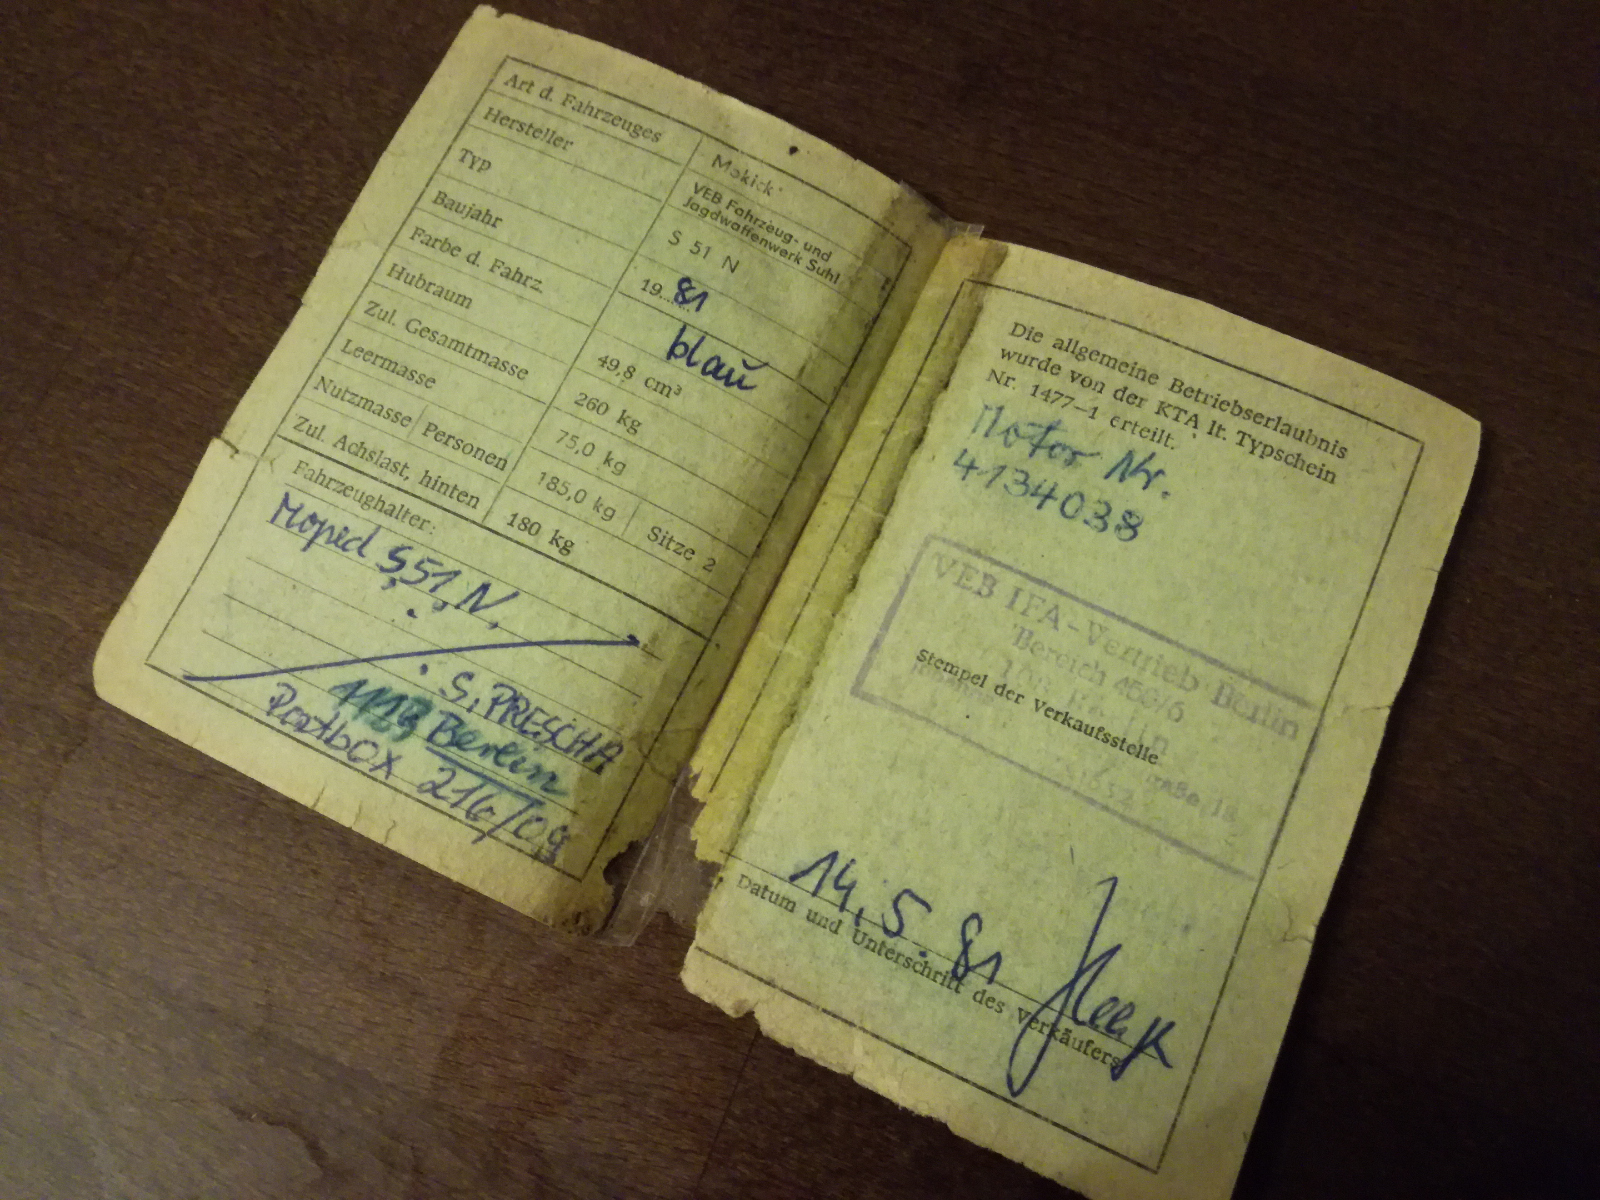 Art d. Fahrzeuges Mokick
Hersteller VEB Fahrzeug- und
Jagdwaffenwerk Suhl
Typ S 51 N
Baujahr 19..81
Farbe d. Fahrz. blau
Hubraum 49,8 cm³
Zul. Gesamtmasse 260 kg
Leermasse 75,0 kg
Nutzmasse Personen 185,0 kg Sitze 2
Zul. Achslast, hinten 180 kg
Fahrzeughalter:
Moped S 51 N.
S. PRESCHA
Berlin
Postbox 216/09
Die allgemeine Betriebserlaubnis
wurde von der KTA lt. Typschein
Nr. 1477-1 erteilt.
Motor Nr.
4134038
VEB IFA-Vertrieb Berlin
Bereich
Stempel der Verkaufsstelle
14.5.81
Datum und Unterschrift des Verkäufers